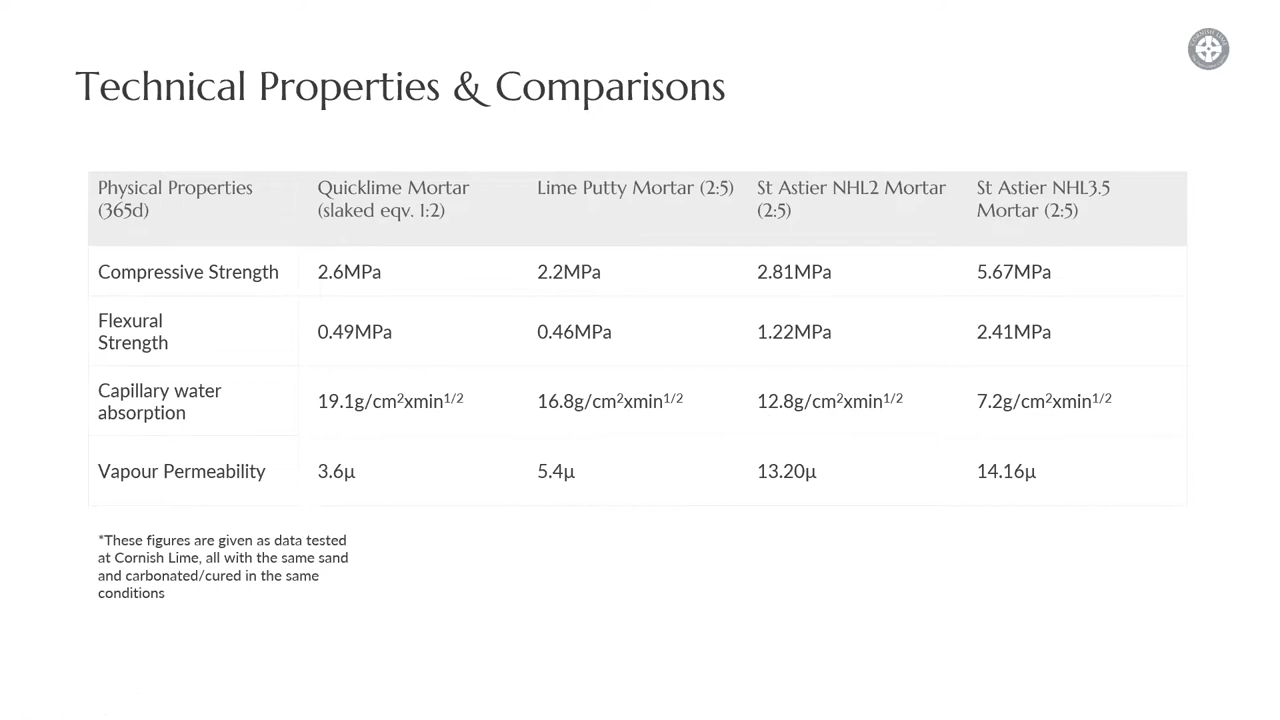 CORNISH LIME
Technical Properties & Comparisons
Physical Properties (365d)
Quicklime Mortar (slaked eqv. 1:2)
Lime Putty Mortar (2:5)
St Astier NHL2 Mortar (2:5)
St Astier NHL3.5 Mortar (2:5)
Compressive Strength 2.6MPa 2.2MPa 2.81MPa 5.67MPa
Flexural Strength 0.49MPa 0.46MPa 1.22MPa 2.41MPa
Capillary water absorption 19.1g/cm²xmin¹/² 16.8g/cm²xmin¹/² 12.8g/cm²xmin¹/² 7.2g/cm²xmin¹/²
Vapour Permeability 3.6µ 5.4µ 13.20µ 14.16µ
*These figures are given as data tested
at Cornish Lime, all with the same sand
and carbonated/cured in the same
conditions